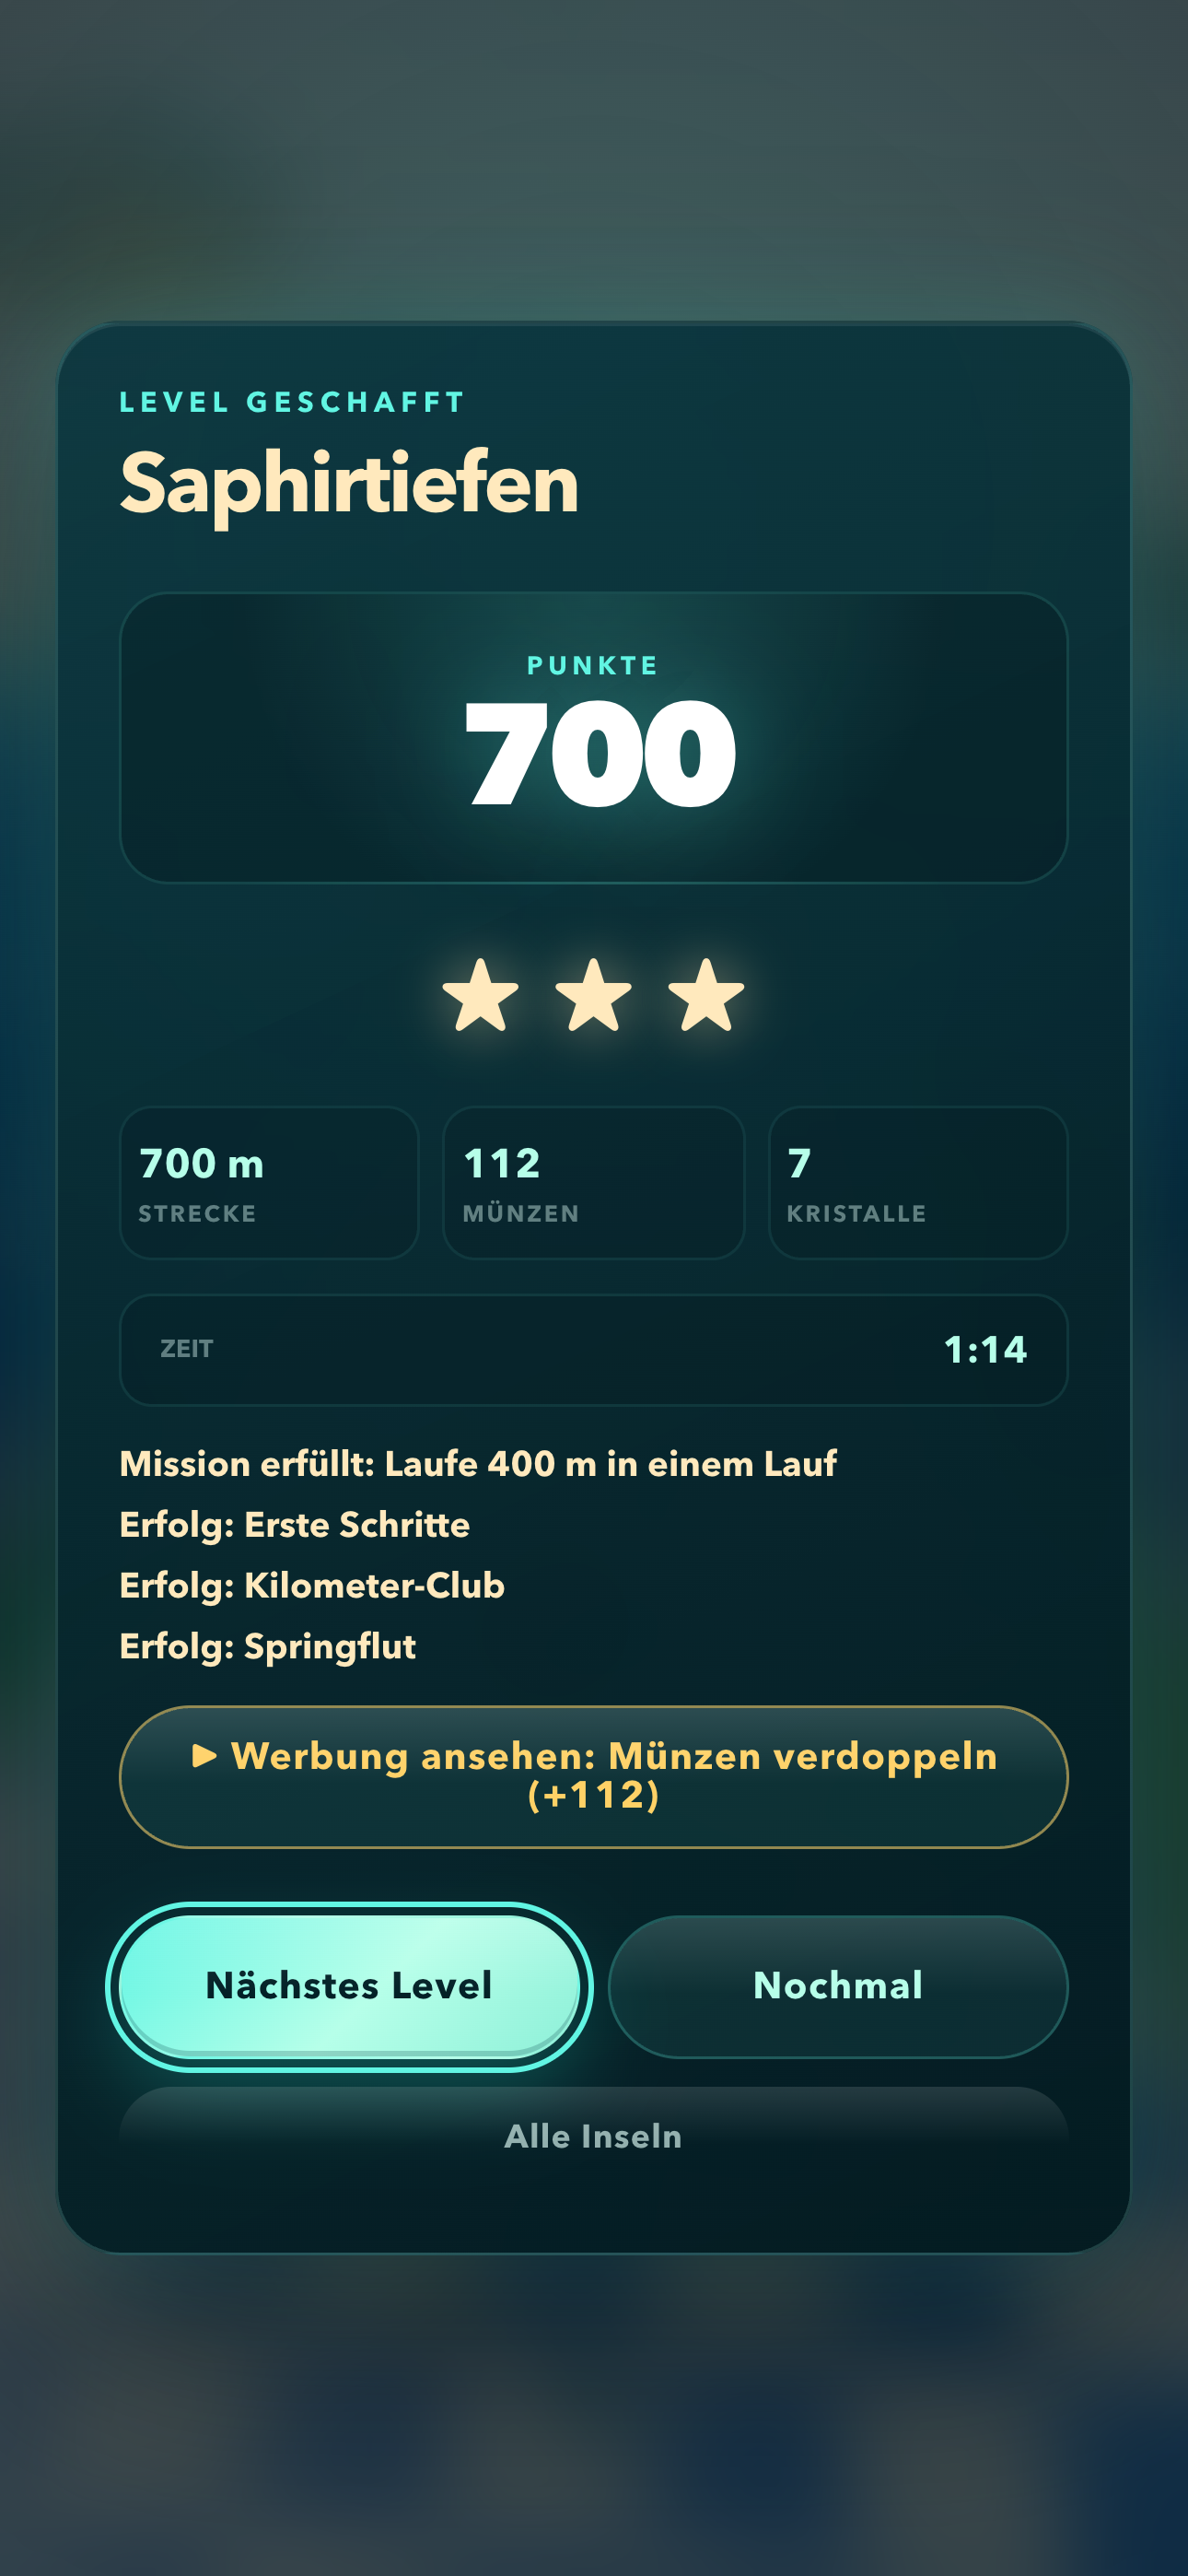 LEVEL GESCHAFFT
Saphirtiefen
PUNKTE
700
700 m
STRECKE
112
MÜNZEN
7
KRISTALLE
ZEIT
1:14
Mission erfüllt: Laufe 400 m in einem Lauf
Erfolg: Erste Schritte
Erfolg: Kilometer-Club
Erfolg: Springflut
Werbung ansehen: Münzen verdoppeln
(+112)
Nächstes Level
Nochmal
Alle Inseln